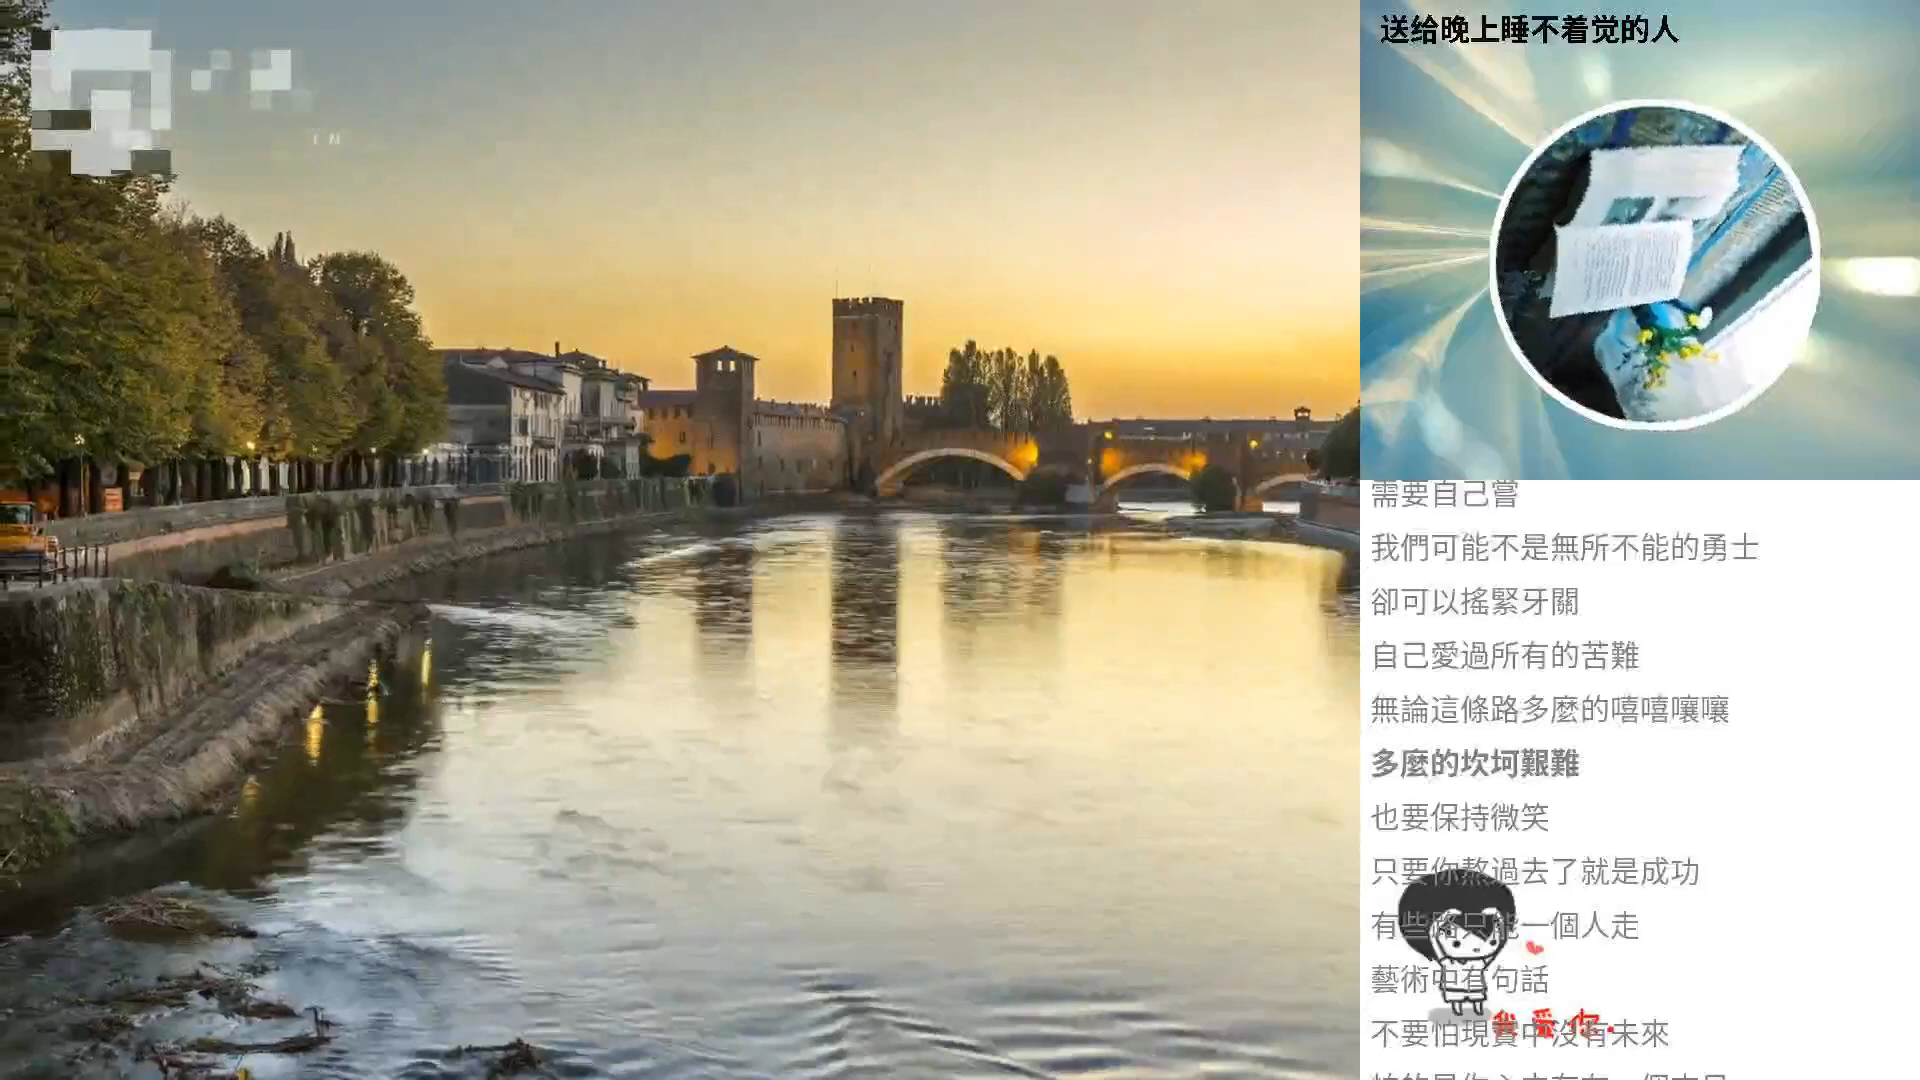 送给晚上睡不着觉的人
需要自己嘗
我們可能不是無所不能的勇士
卻可以搖緊牙關
自己愛過所有的苦難
無論這條路多麼的嘻嘻嚷嚷
多麼的坎坷艱難
也要保持微笑
只要你熬過去了就是成功
有些路只能一個人走
藝術中有句話
不要怕現實中沒有未來
我爱你.